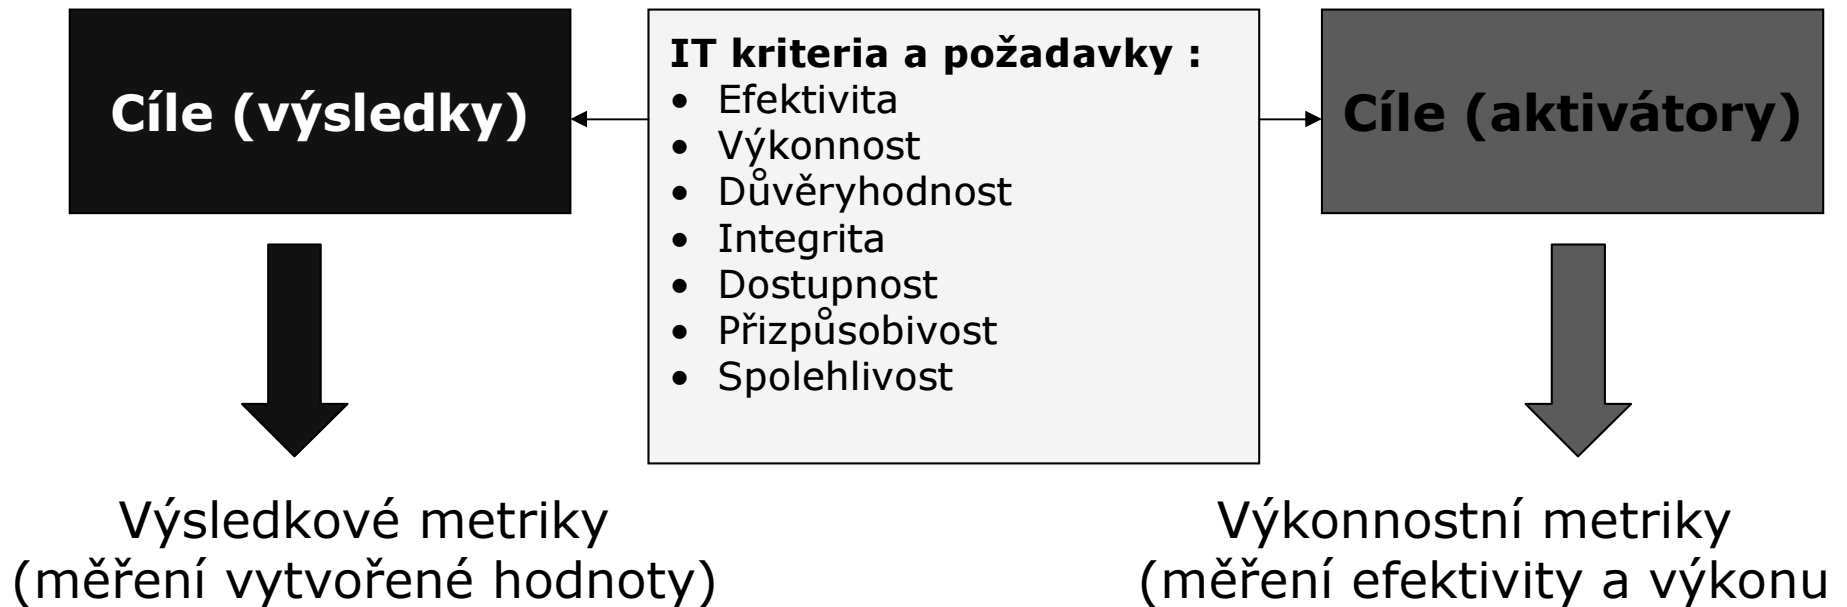 Cíle (výsledky)
IT kriteria a požadavky :
• Efektivita
• Výkonnost
• Důvěryhodnost
• Integrita
• Dostupnost
• Přizpůsobivost
• Spolehlivost
Cíle (aktivátory)
Výsledkové metriky
(měření vytvořené hodnoty)
Výkonnostní metriky
(měření efektivity a výkonu